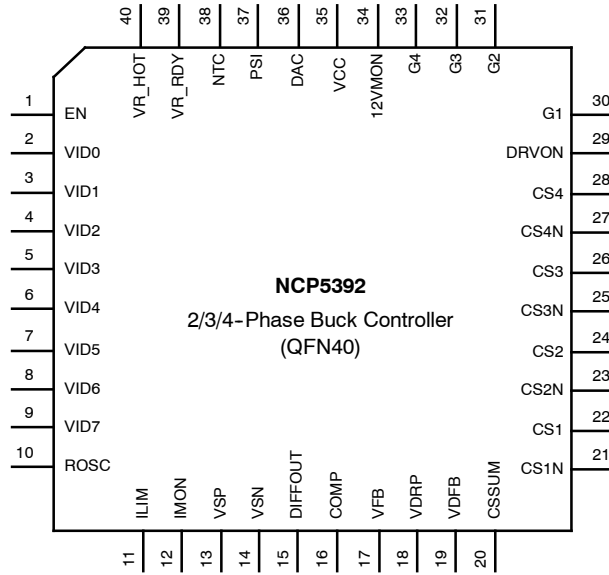 40
39
38
37
36
35
34
33
32
31
VR_HOT
VR_RDY
NTC
PSI
DAC
VCC
12VMON
G4
G3
G2
1
EN
2
VID0
3
VID1
4
VID2
5
VID3
6
VID4
7
VID5
8
VID6
9
VID7
10
ROSC
30
G1
29
DRVON
28
CS4
27
CS4N
26
CS3
25
CS3N
24
CS2
23
CS2N
22
CS1
21
CS1N
NCP5392
2/3/4-Phase Buck Controller
(QFN40)
ILIM
IMON
VSP
VSN
DIFFOUT
COMP
VFB
VDRP
VDFB
CSSUM
11
12
13
14
15
16
17
18
19
20